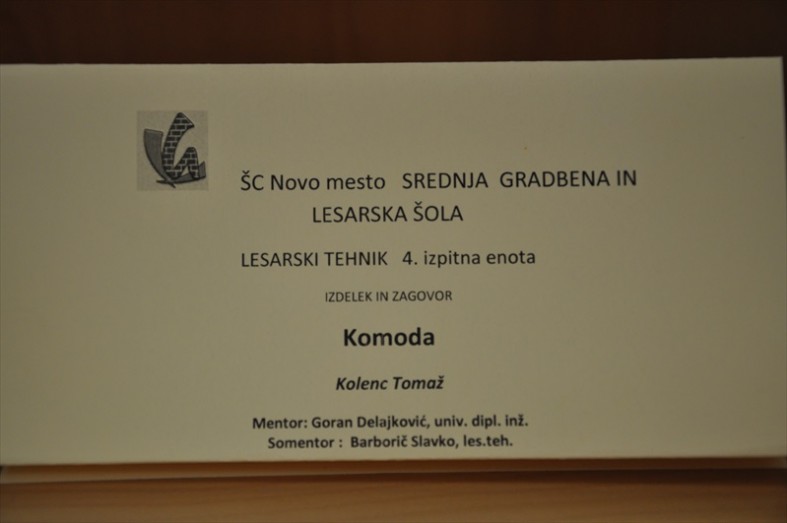 ŠC Novo mesto SREDNJA GRADBENA IN
LESARSKA ŠOLA
LESARSKI TEHNIK 4. izpitna enota
IZDELEK IN ZAGOVOR
Komoda
Kolenc Tomaž
Mentor: Goran Delajković, univ. dipl. inž.
Somentor : Barborič Slavko, les.teh.